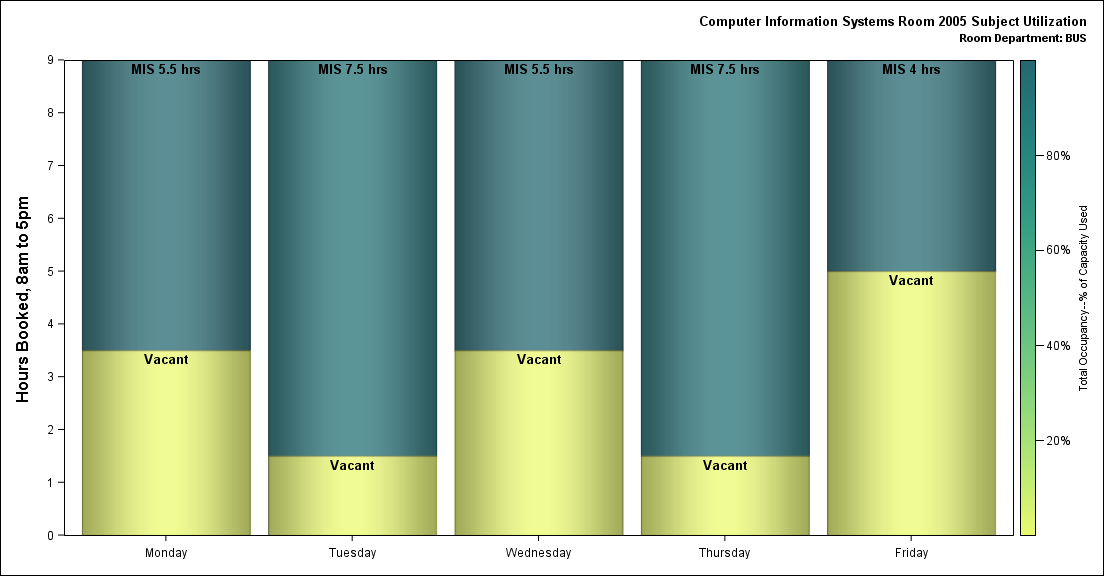 Computer Information Systems Room 2005 Subject Utilization
Room Department: BUS
Hours Booked, 8am to 5pm
9
8
7
6
5
4
3
2
1
0
MIS 5.5 hrs
MIS 7.5 hrs
MIS 5.5 hrs
MIS 7.5 hrs
MIS 4 hrs
Vacant
Vacant
Vacant
Vacant
Vacant
Monday
Tuesday
Wednesday
Thursday
Friday
80%
60%
40%
20%
Total Occupancy--% of Capacity Used